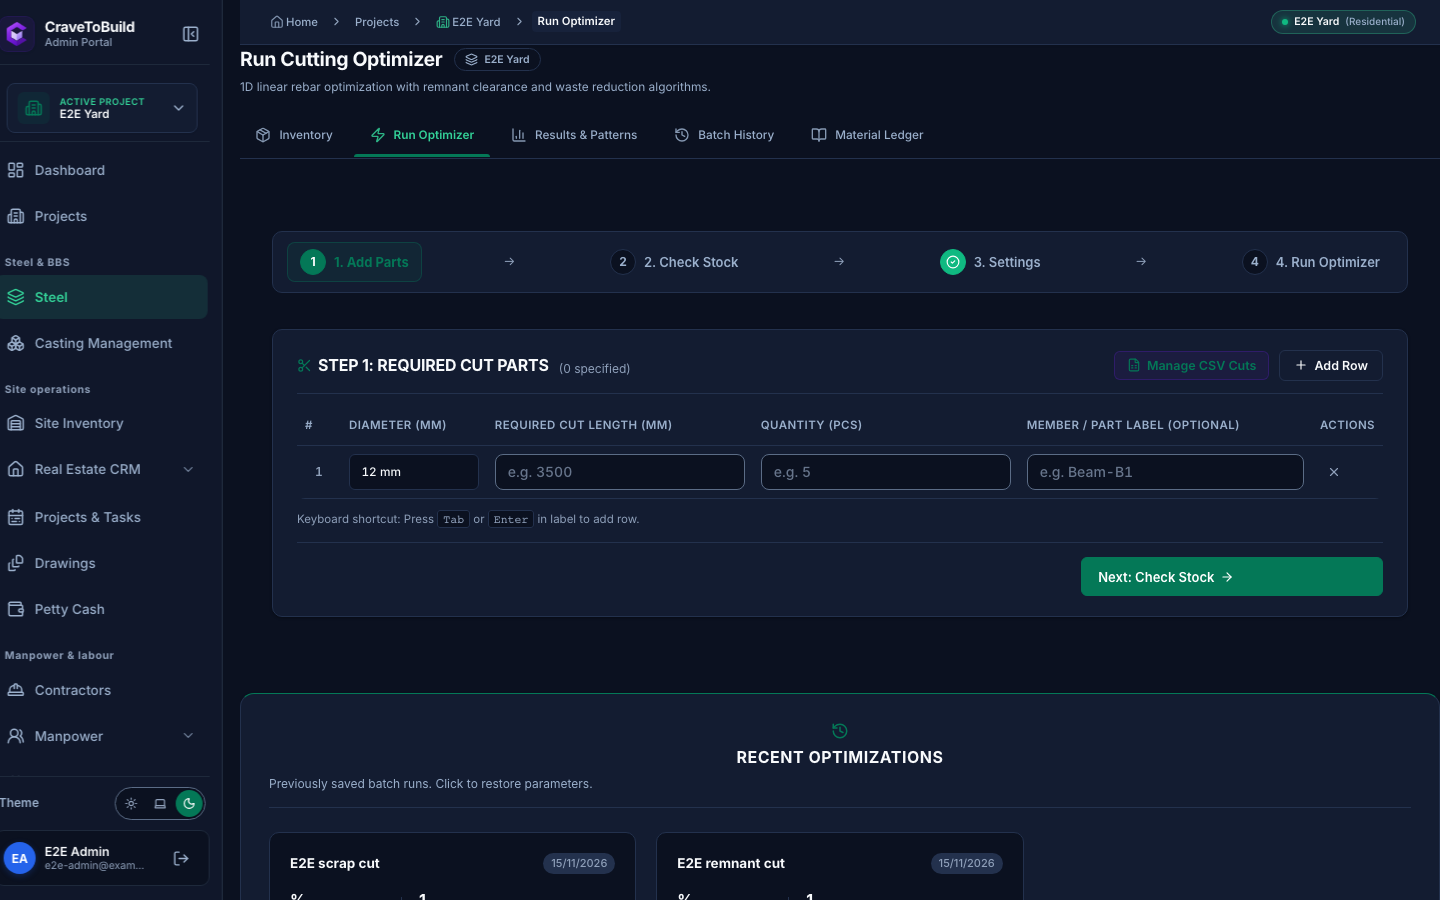 CraveToBuild
Admin Portal
ACTIVE PROJECT
E2E Yard
Dashboard
Projects
Steel & BBS
Steel
Casting Management
Site operations
Site Inventory
Real Estate CRM
Projects & Tasks
Drawings
Petty Cash
Manpower & labour
Contractors
Manpower
Theme
EA
E2E Admin
e2e-admin@exam...
Home
Projects
E2E Yard
Run Optimizer
E2E Yard (Residential)
Run Cutting Optimizer
E2E Yard
1D linear rebar optimization with remnant clearance and waste reduction algorithms.
Inventory
Run Optimizer
Results & Patterns
Batch History
Material Ledger
1 1. Add Parts
→
2 2. Check Stock
→
3. Settings
→
4 4. Run Optimizer
STEP 1: REQUIRED CUT PARTS (0 specified)
Manage CSV Cuts
+ Add Row
# DIAMETER (MM) REQUIRED CUT LENGTH (MM) QUANTITY (PCS) MEMBER / PART LABEL (OPTIONAL) ACTIONS
1 12 mm e.g. 3500 e.g. 5 e.g. Beam-B1
Keyboard shortcut: Press Tab or Enter in label to add row.
Next: Check Stock →
RECENT OPTIMIZATIONS
Previously saved batch runs. Click to restore parameters.
E2E scrap cut 15/11/2026
% 1
E2E remnant cut 15/11/2026
% 1